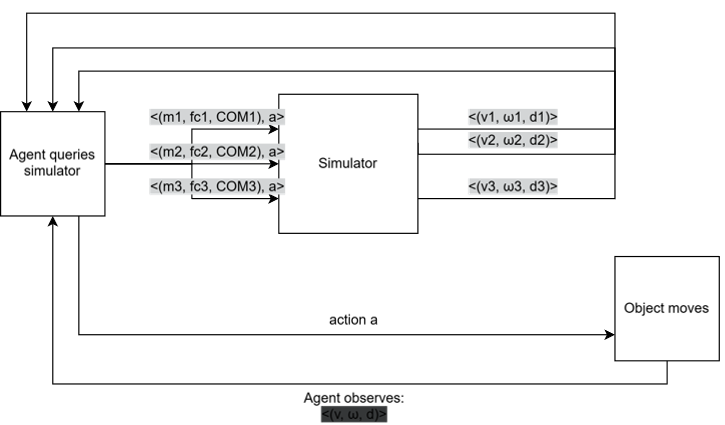 <(m1, fc1, COM1), a>
<(v1, ω1, d1)>
<(v2, ω2, d2)>
Agent queries
simulator
<(m2, fc2, COM2), a>
Simulator
<(m3, fc3, COM3), a>
<(v3, ω3, d3)>
Object moves
action a
Agent observes:
<(v, ω, d)>